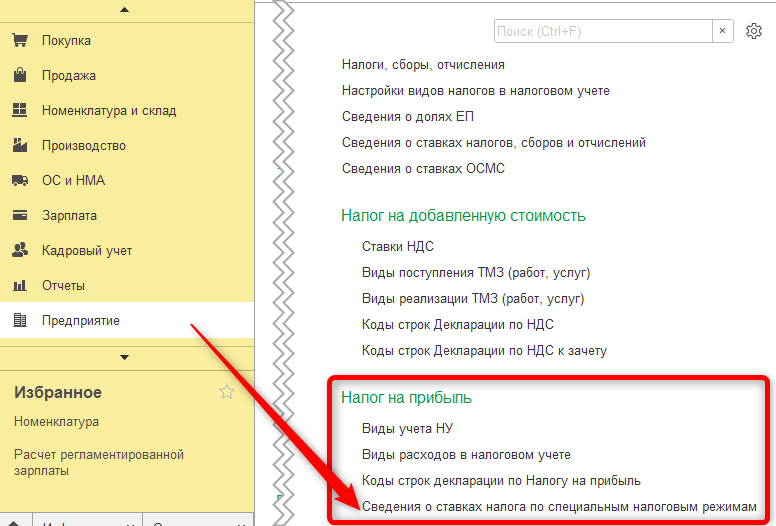 Покупка
Продажа
Номенклатура и склад
Производство
ОС и НМА
Зарплата
Кадровый учет
Отчеты
Предприятие
Избранное
Номенклатура
Расчет регламентированной
зарплаты
Поиск (Ctrl+F)
×
Налоги, сборы, отчисления
Настройки видов налогов в налоговом учете
Сведения о долях ЕП
Сведения о ставках налогов, сборов и отчислений
Сведения о ставках ОСМС
Налог на добавленную стоимость
Ставки НДС
Виды поступления ТМЗ (работ, услуг)
Виды реализации ТМЗ (работ, услуг)
Коды строк Декларации по НДС
Коды строк Декларации по НДС к зачету
Налог на прибыль
Виды учета НУ
Виды расходов в налоговом учете
Коды строк декларации по Налогу на прибыль
Сведения о ставках налога по специальным налоговым режимам